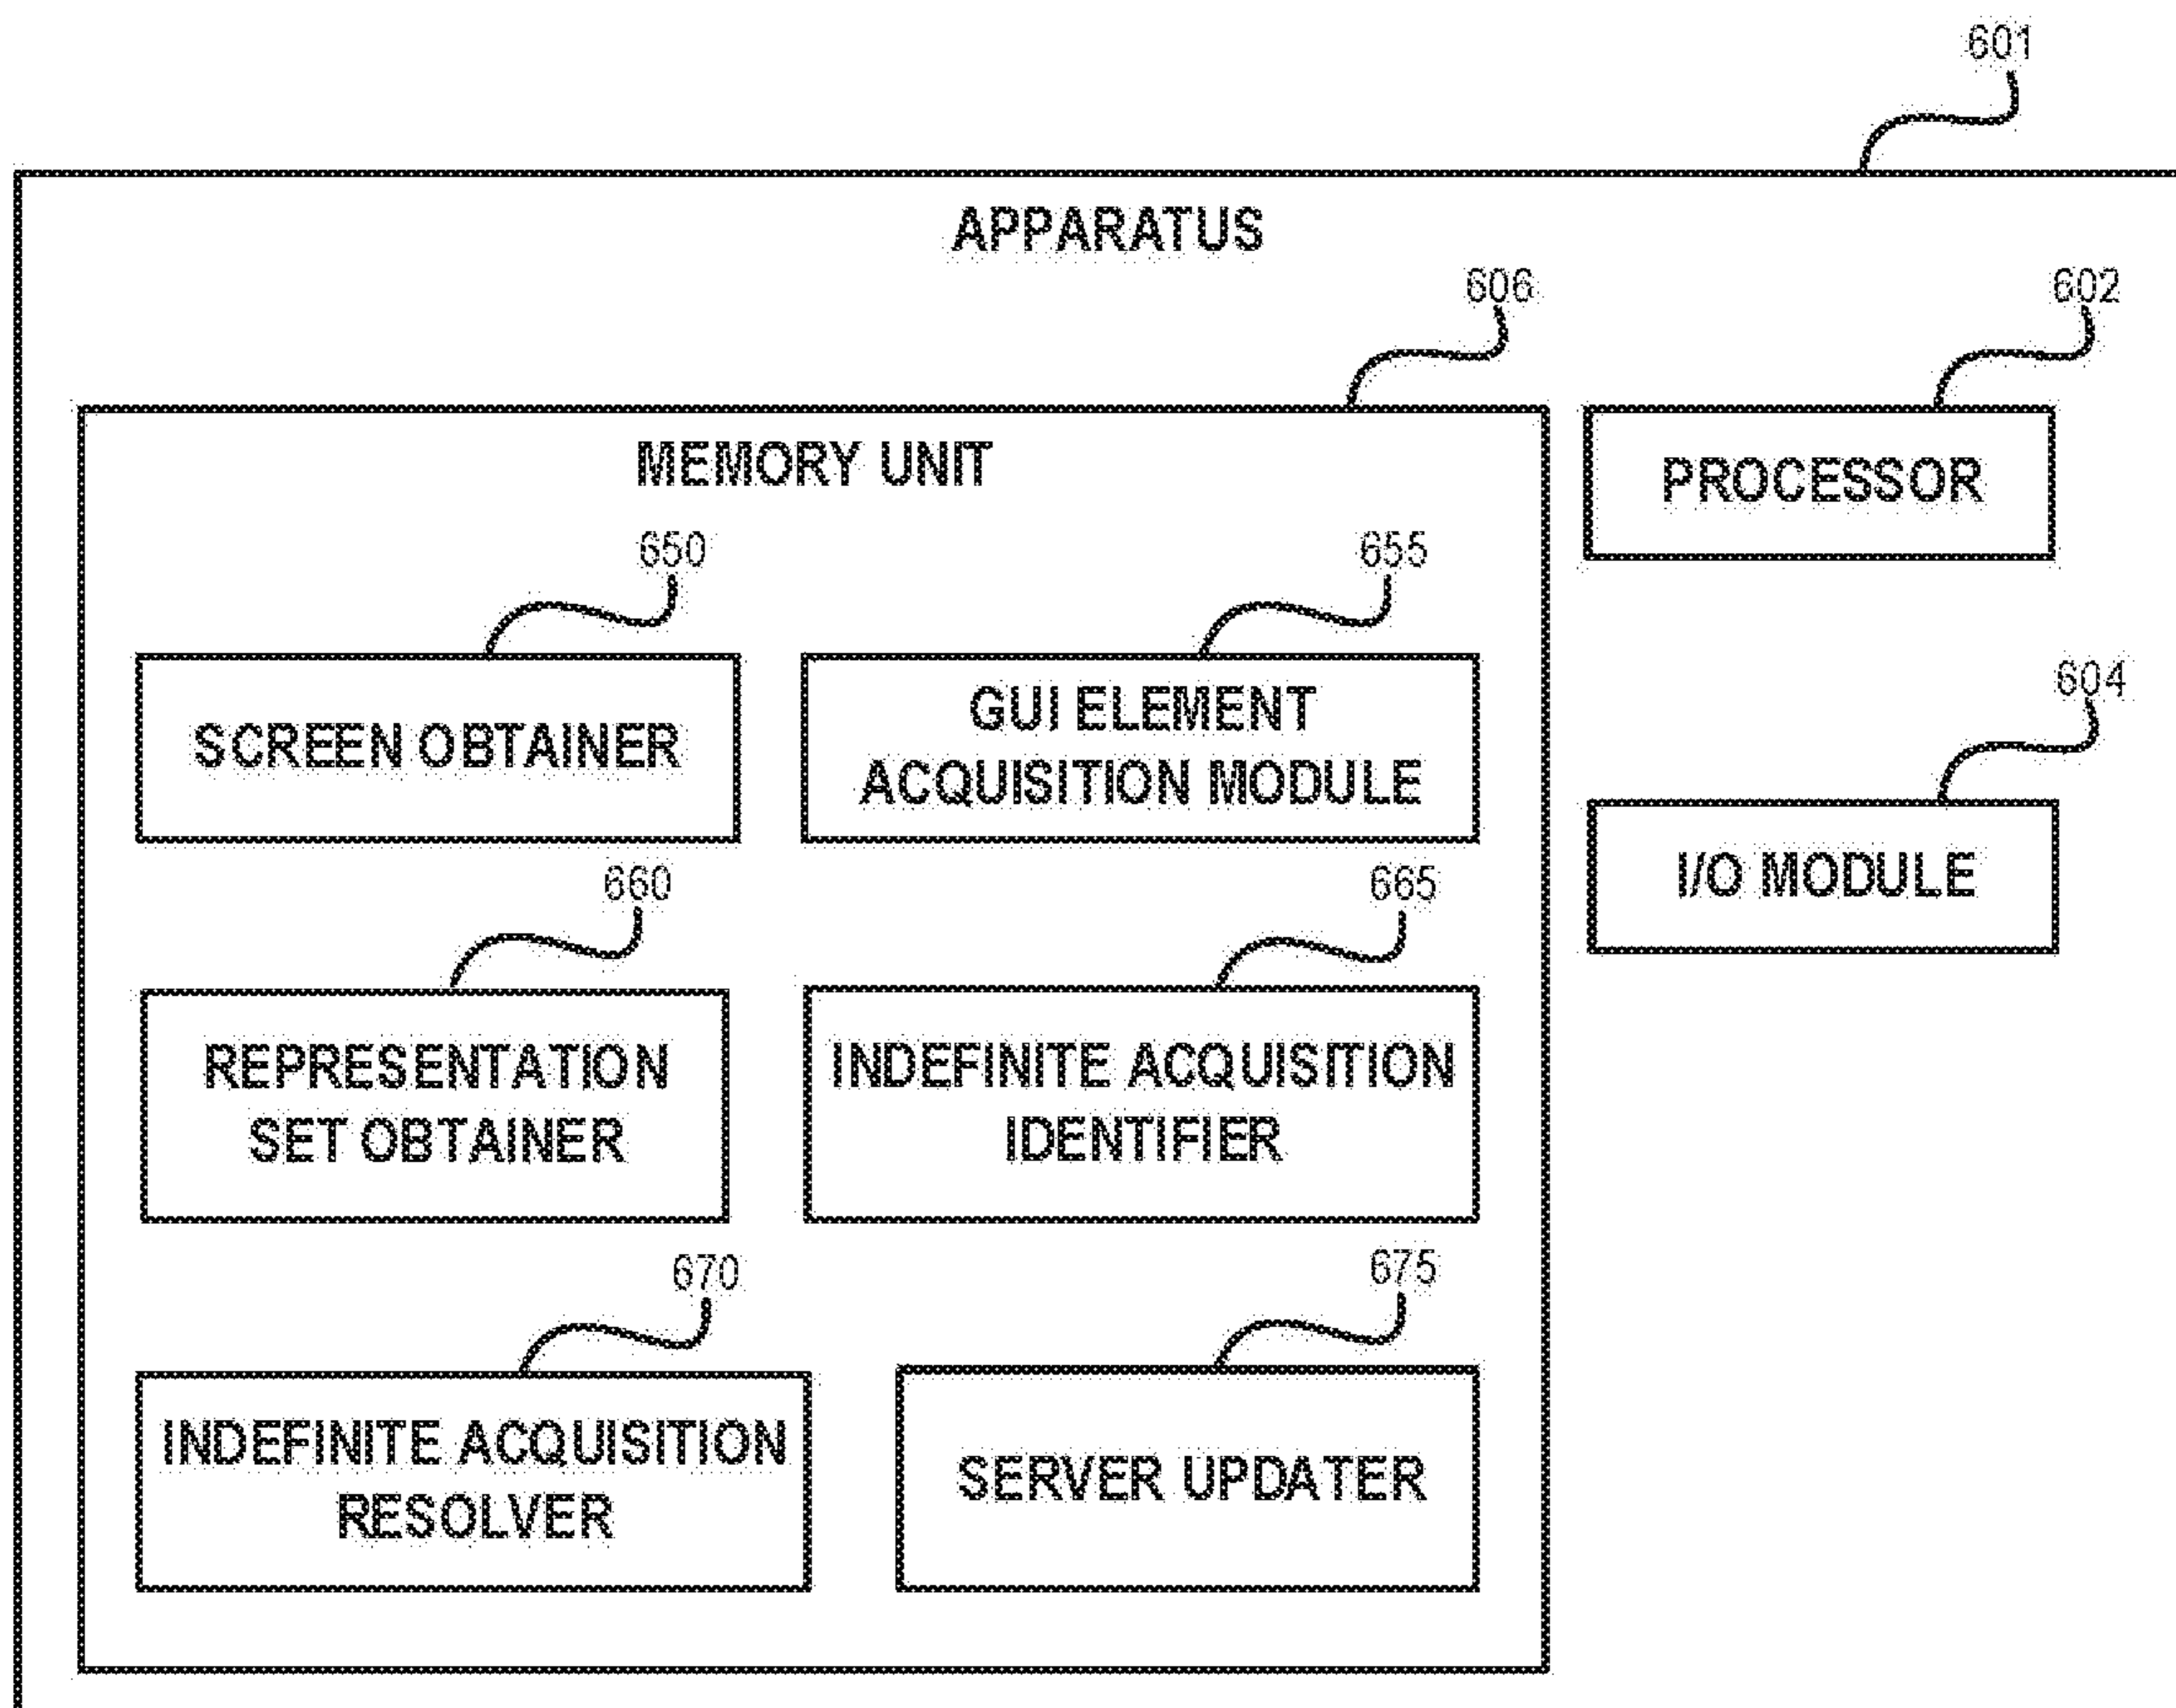 601
APPARATUS
606
602
MEMORY UNIT
PROCESSOR
650
655
SCREEN OBTAINER
GUI ELEMENT
ACQUISITION MODULE
604
I/O MODULE
660
665
REPRESENTATION
SET OBTAINER
INDEFINITE ACQUISITION
IDENTIFIER
670
675
INDEFINITE ACQUISITION
RESOLVER
SERVER UPDATER